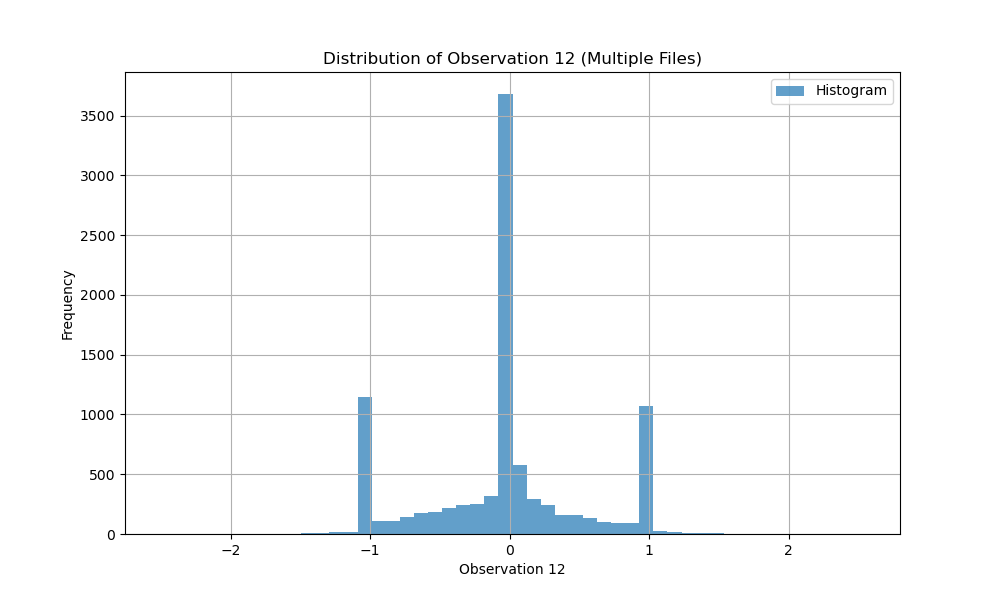 Distribution of Observation 12 (Multiple Files)
Histogram
3500
3000
2500
2000
1500
1000
500
0
Frequency
−2 −1 0 1 2
Observation 12